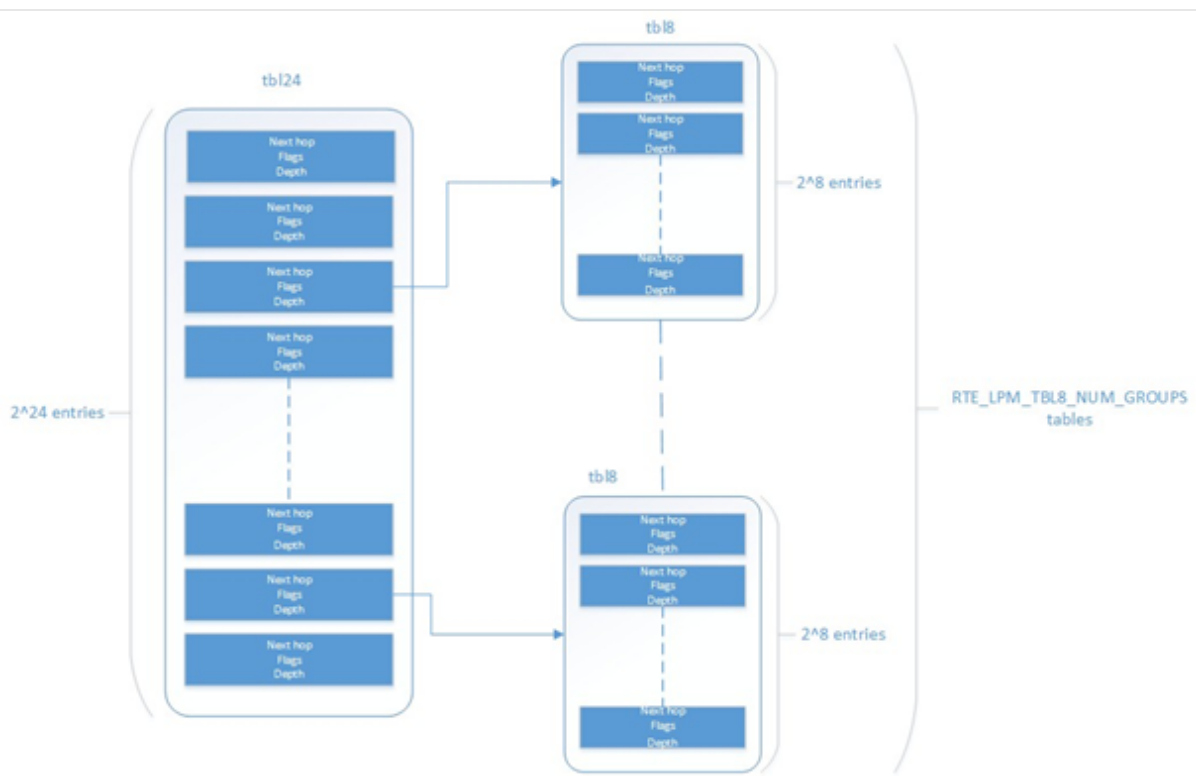 tbl24
Next hop
Flags
Depth
Next hop
Flags
Depth
Next hop
Flags
Depth
Next hop
Flags
Depth
Next hop
Flags
Depth
Next hop
Flags
Depth
Next hop
Flags
Depth
2^24 entries
tbl8
Next hop
Flags
Depth
Next hop
Flags
Depth
Next hop
Flags
Depth
2^8 entries
tbl8
Next hop
Flags
Depth
Next hop
Flags
Depth
Next hop
Flags
Depth
2^8 entries
RTE_LPM_TBL8_NUM_GROUPS
tables